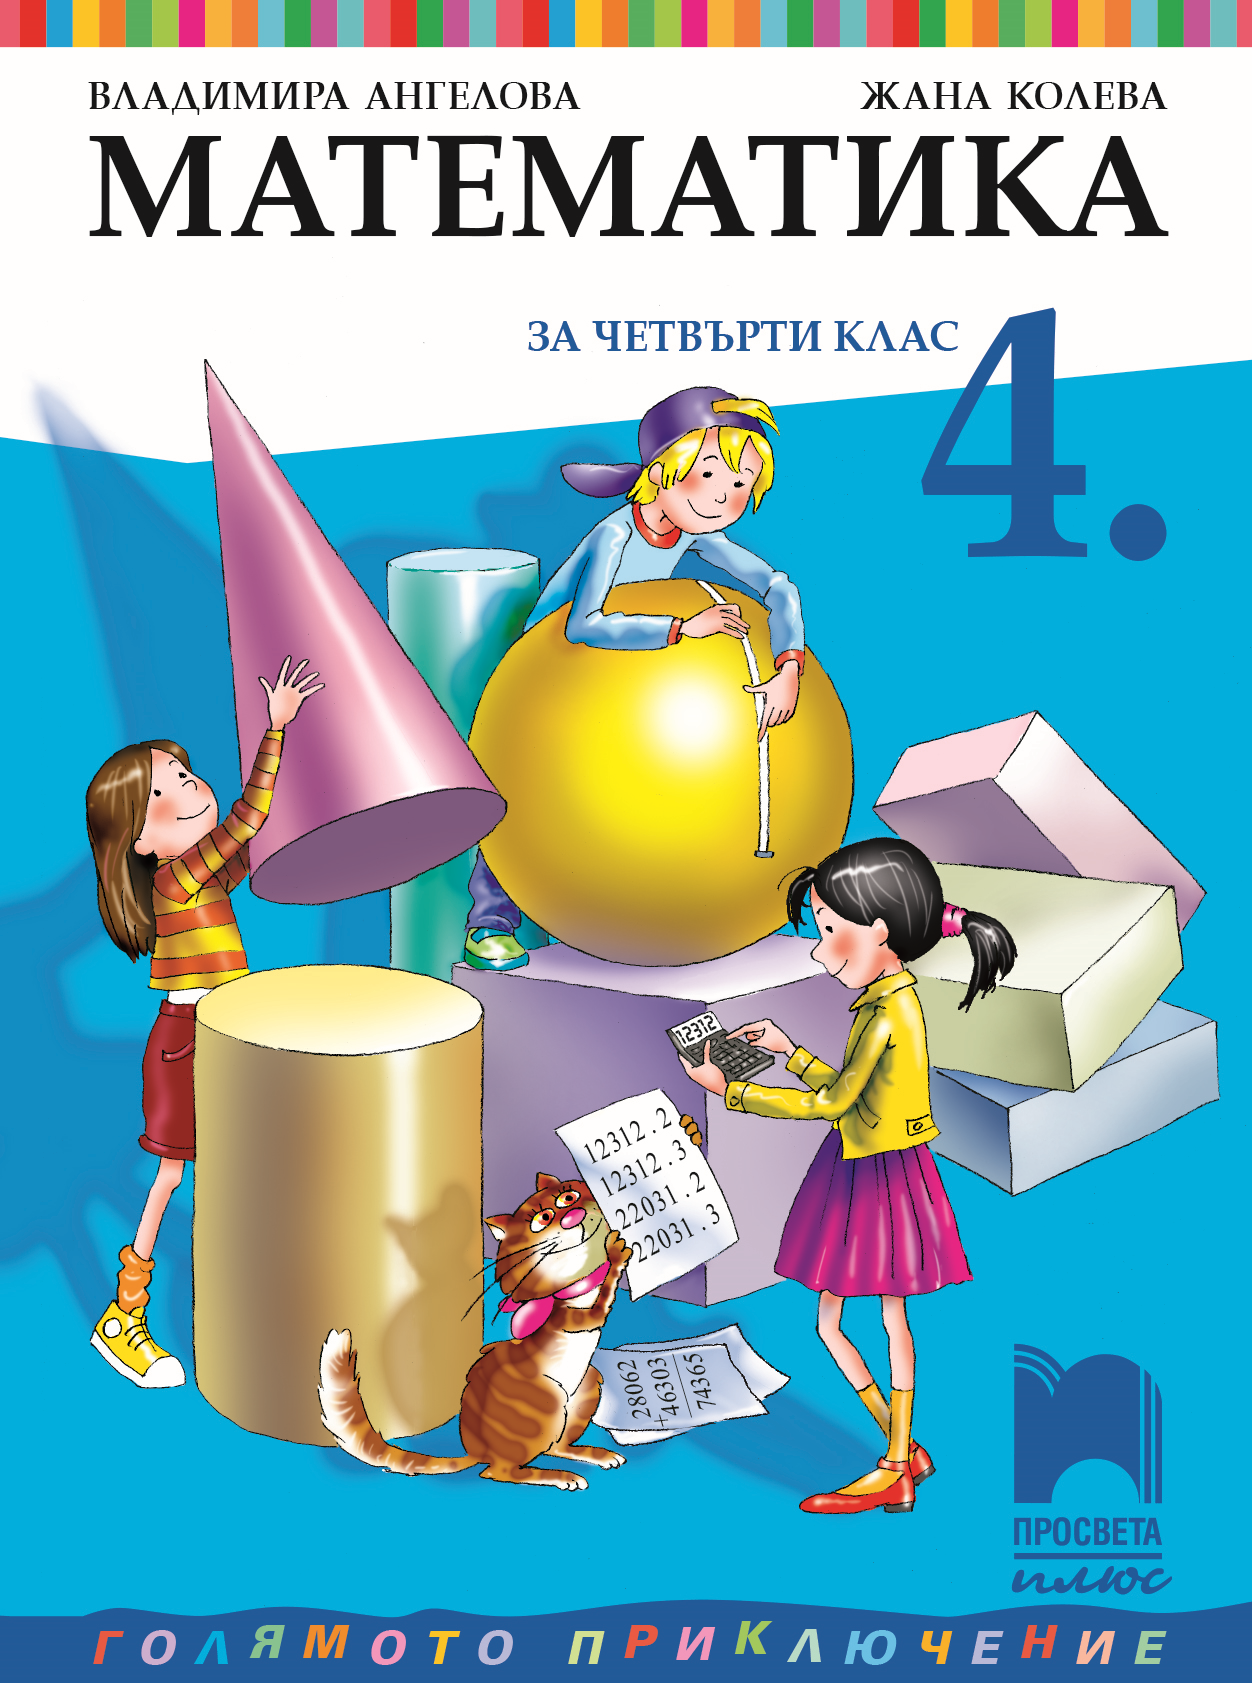 ВЛАДИМИРА АНГЕЛОВА ЖАНА КОЛЕВА
МАТЕМАТИКА
ЗА ЧЕТВЪРТИ КЛАС 4.
12312
12312 . 2
12312 . 3
22031 . 2
22031 . 3
28062
+46303
74365
ПРОСВЕТА
плюс
ГОЛЯМОТО ПРИКЛЮЧЕНИЕ